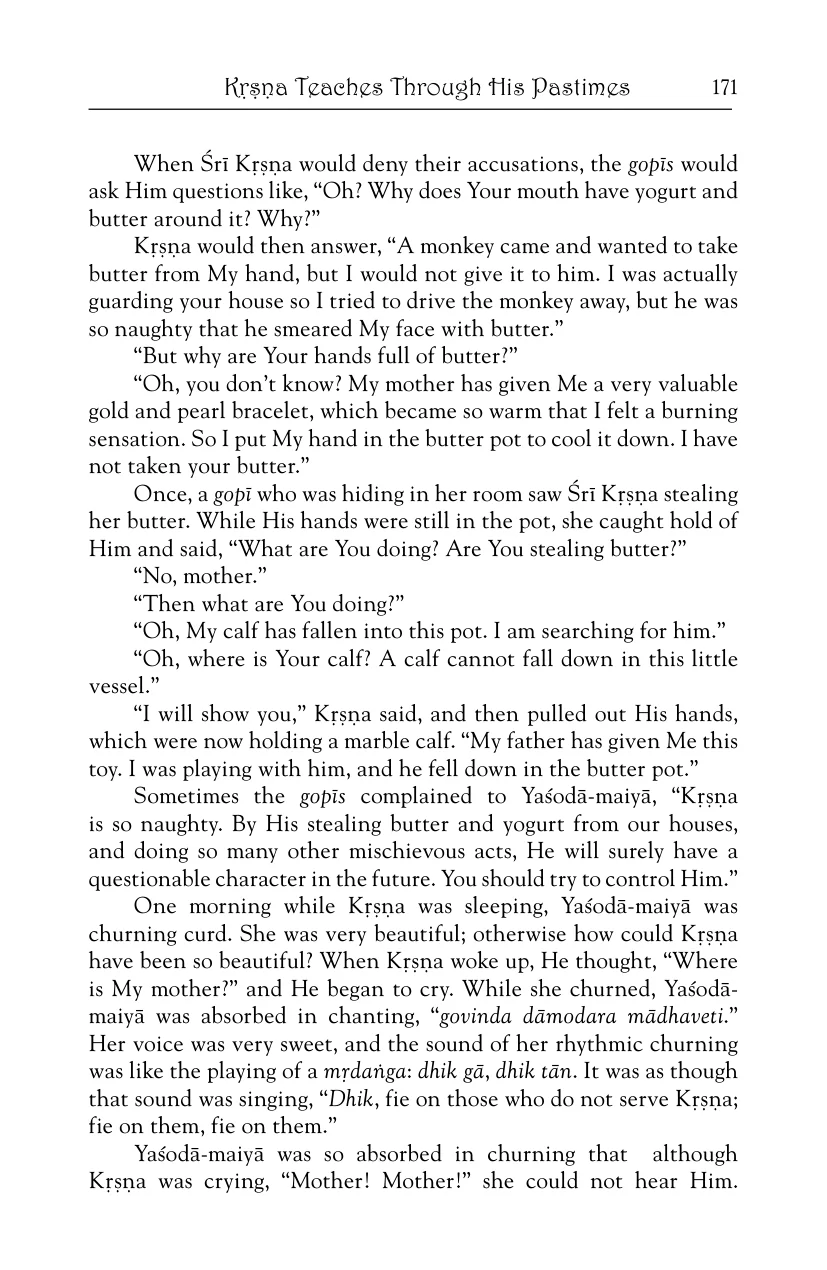 Kṛṣṇa Teaches Through His Pastimes 171
When Śrī Kṛṣṇa would deny their accusations, the gopīs would
ask Him questions like, “Oh? Why does Your mouth have yogurt and
butter around it? Why?”
Kṛṣṇa would then answer, “A monkey came and wanted to take
butter from My hand, but I would not give it to him. I was actually
guarding your house so I tried to drive the monkey away, but he was
so naughty that he smeared My face with butter.”
“But why are Your hands full of butter?”
“Oh, you don’t know? My mother has given Me a very valuable
gold and pearl bracelet, which became so warm that I felt a burning
sensation. So I put My hand in the butter pot to cool it down. I have
not taken your butter.”
Once, a gopī who was hiding in her room saw Śrī Kṛṣṇa stealing
her butter. While His hands were still in the pot, she caught hold of
Him and said, “What are You doing? Are You stealing butter?”
“No, mother.”
“Then what are You doing?”
“Oh, My calf has fallen into this pot. I am searching for him.”
“Oh, where is Your calf? A calf cannot fall down in this little
vessel.”
“I will show you,” Kṛṣṇa said, and then pulled out His hands,
which were now holding a marble calf. “My father has given Me this
toy. I was playing with him, and he fell down in the butter pot.”
Sometimes the gopīs complained to Yaśodā-maiyā, “Kṛṣṇa
is so naughty. By His stealing butter and yogurt from our houses,
and doing so many other mischievous acts, He will surely have a
questionable character in the future. You should try to control Him.”
One morning while Kṛṣṇa was sleeping, Yaśodā-maiyā was
churning curd. She was very beautiful; otherwise how could Kṛṣṇa
have been so beautiful? When Kṛṣṇa woke up, He thought, “Where
is My mother?” and He began to cry. While she churned, Yaśodā-
maiyā was absorbed in chanting, “govinda dāmodara mādhaveti.”
Her voice was very sweet, and the sound of her rhythmic churning
was like the playing of a mṛdaṅga: dhik gā, dhik tān. It was as though
that sound was singing, “Dhik, fie on those who do not serve Kṛṣṇa;
fie on them, fie on them.”
Yaśodā-maiyā was so absorbed in churning that although
Kṛṣṇa was crying, “Mother! Mother!” she could not hear Him.